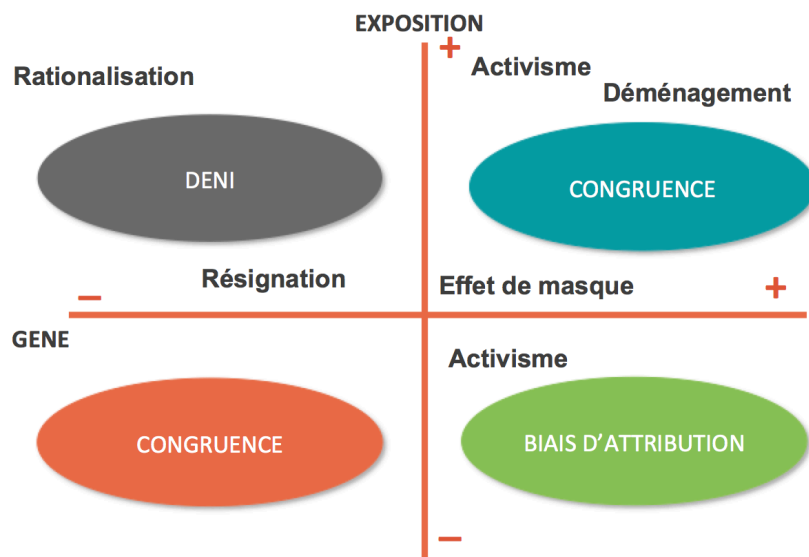 EXPOSITION
+
Rationalisation
Activisme
Déménagement
DENI
CONGRUENCE
Résignation
Effet de masque
−
+
GENE
Activisme
CONGRUENCE
BIAIS D’ATTRIBUTION
−